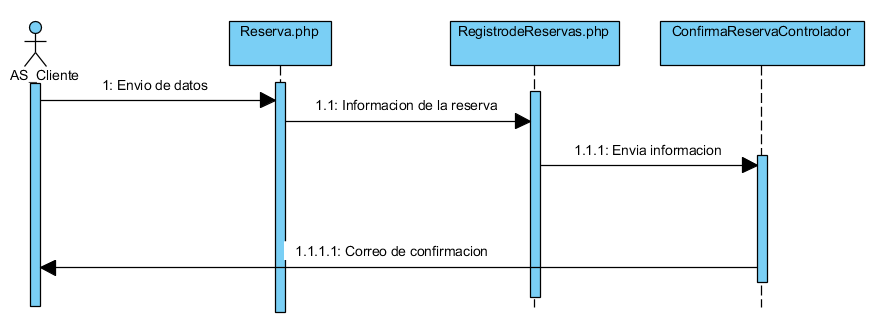 Reserva.php
RegistrodeReservas.php
ConfirmaReservaControlador
AS_Cliente
1: Envio de datos
1.1: Informacion de la reserva
1.1.1: Envia informacion
1.1.1.1: Correo de confirmacion